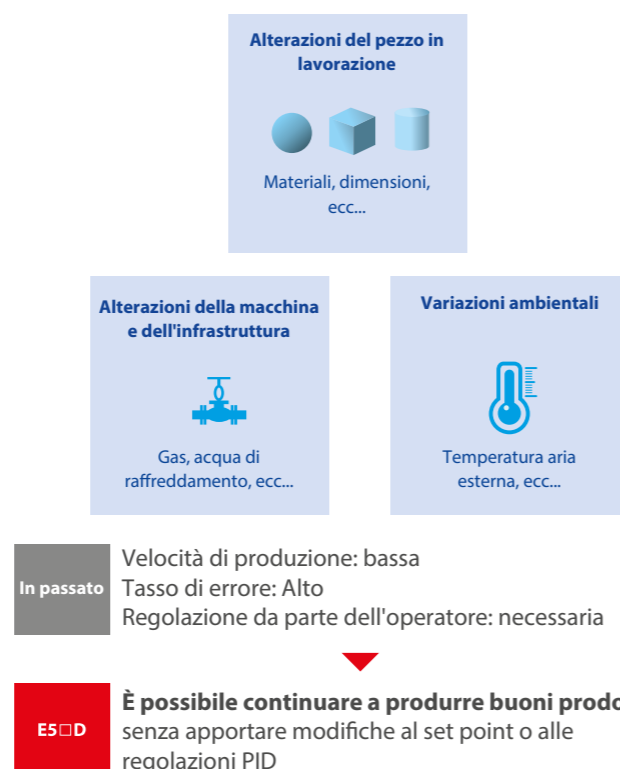 Alterazioni del pezzo in
lavorazione
Materiali, dimensioni,
ecc...
Alterazioni della macchina
e dell'infrastruttura
Gas, acqua di
raffreddamento, ecc...
Variazioni ambientali
Temperatura aria
esterna, ecc...
In passato
Velocità di produzione: bassa
Tasso di errore: Alto
Regolazione da parte dell'operatore: necessaria
E5□D
È possibile continuare a produrre buoni
senza apportare modifiche al set point o alle
regolazioni PID